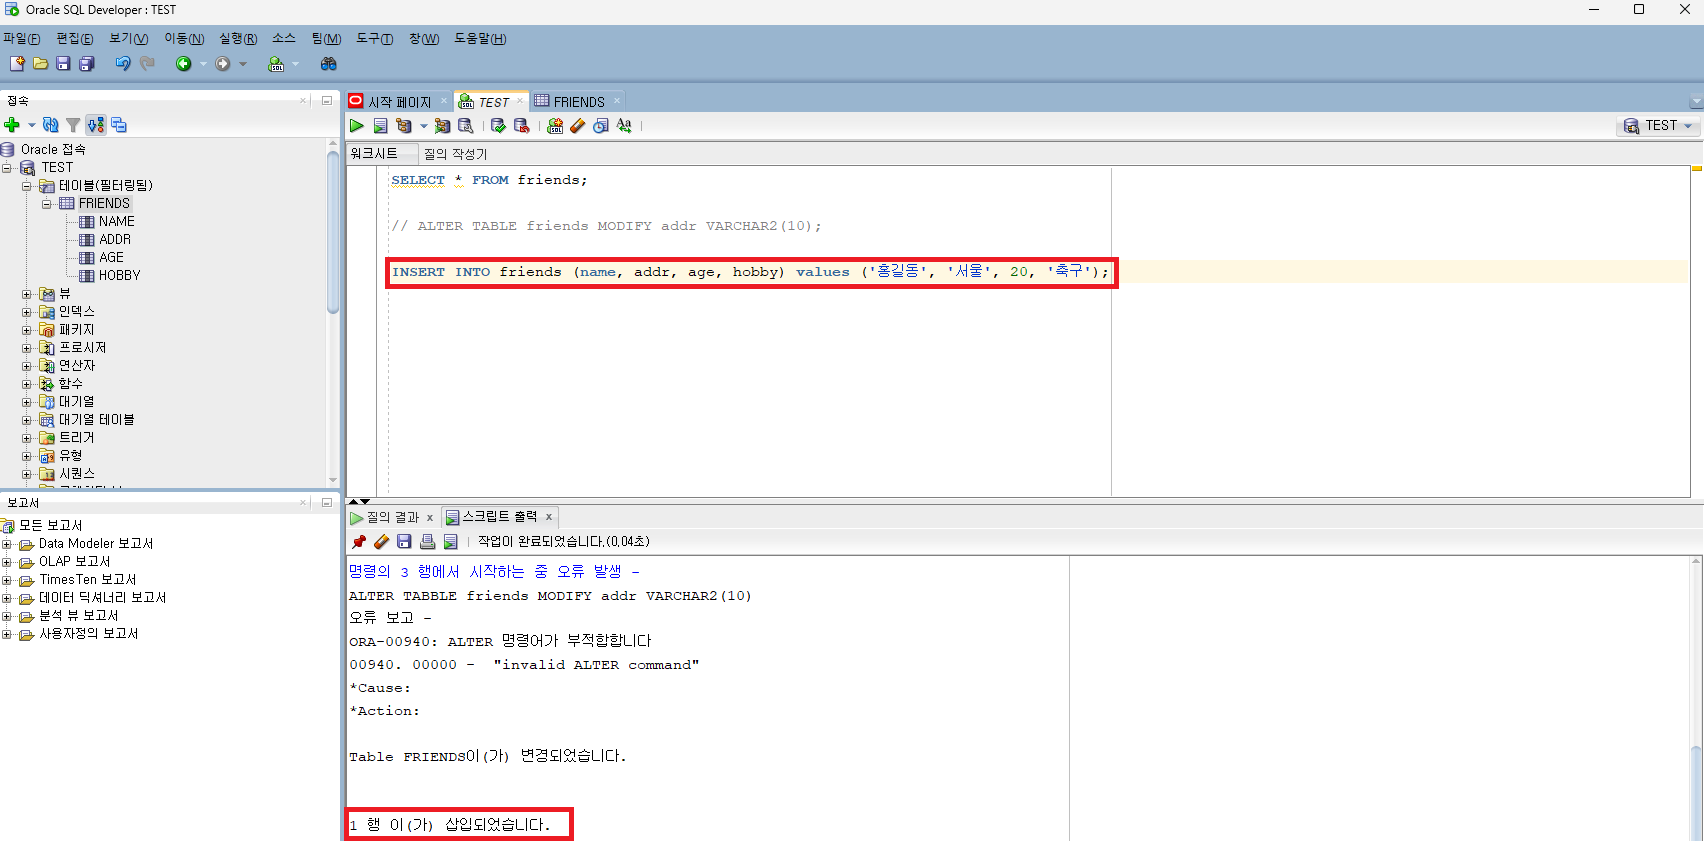 Oracle SQL Developer : TEST
파일(F) 편집(E) 보기(V) 이동(N) 실행(R) 소스 팀(M) 도구(T) 창(W) 도움말(H)
접속
Oracle 접속
TEST
테이블(필터링됨)
FRIENDS
NAME
ADDR
AGE
HOBBY
뷰
인덱스
패키지
프로시저
연산자
함수
대기열
대기열 테이블
트리거
유형
시퀀스
보고서
모든 보고서
Data Modeler 보고서
OLAP 보고서
TimesTen 보고서
데이터 딕셔너리 보고서
분석 뷰 보고서
사용자정의 보고서
시작 페이지 TEST FRIENDS
TEST
워크시트 질의 작성기
SELECT * FROM friends;
// ALTER TABLE friends MODIFY addr VARCHAR2(10);
INSERT INTO friends (name, addr, age, hobby) values ('홍길동', '서울', 20, '축구');
질의 결과 x 스크립트 출력 x
작업이 완료되었습니다.(0.04초)
명령의 3 행에서 시작하는 중 오류 발생 -
ALTER TABBLE friends MODIFY addr VARCHAR2(10)
오류 보고 -
ORA-00940: ALTER 명령어가 부적합합니다
00940. 00000 - "invalid ALTER command"
*Cause:
*Action:
Table FRIENDS이(가) 변경되었습니다.
1 행 이(가) 삽입되었습니다.